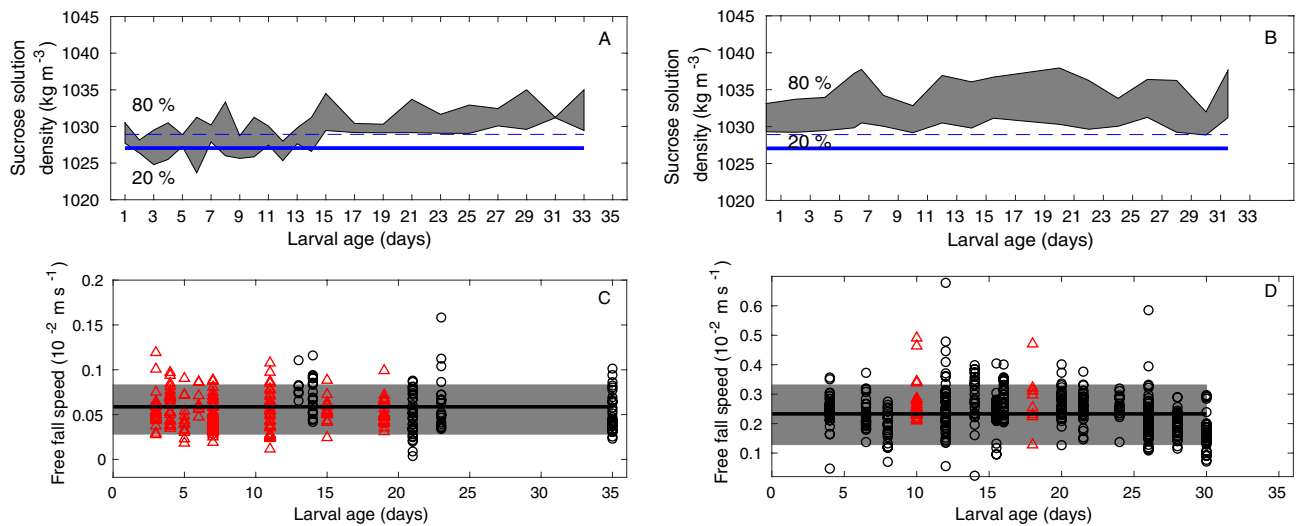 A
1045
1040
1035
1030
1025
1020
80 %
20 %
1 3 5 7 9 11 13 15 17 19 21 23 25 27 29 31 33 35
Larval age (days)
Sucrose solution
density (kg m-3)
B
1045
1040
1035
1030
1025
1020
80 %
20 %
1 3 5 7 9 11 13 15 17 19 21 23 25 27 29 31 33
Larval age (days)
Sucrose solution
density (kg m-3)
C
0.2
0.15
0.1
0.05
0
0 5 10 15 20 25 30 35
Larval age (days)
Free fall speed (10-2 m s-1)
D
0.6
0.5
0.4
0.3
0.2
0.1
0 5 10 15 20 25 30 35
Larval age (days)
Free fall speed (10-2 m s-1)